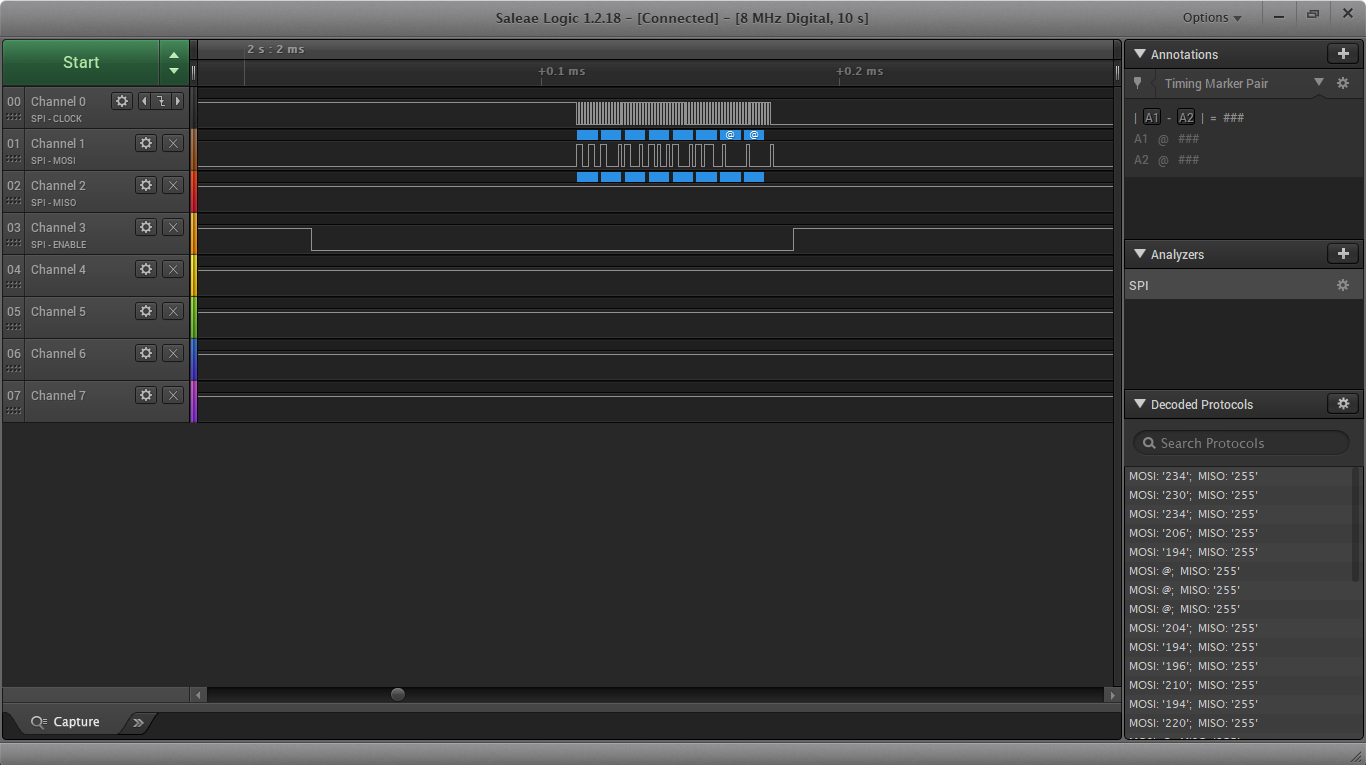 Saleae Logic 1.2.18 - [Connected] - [8 MHz Digital, 10 s]
Options
Start
2 s : 2 ms
+0.1 ms
+0.2 ms
00 Channel 0
SPI - CLOCK
01 Channel 1
SPI - MOSI
@ @
02 Channel 2
SPI - MISO
03 Channel 3
SPI - ENABLE
04 Channel 4
05 Channel 5
06 Channel 6
07 Channel 7
Capture
Annotations
Timing Marker Pair
| A1 - A2 | = ###
A1 @ ###
A2 @ ###
Analyzers
SPI
Decoded Protocols
Search Protocols
MOSI: '234'; MISO: '255'
MOSI: '230'; MISO: '255'
MOSI: '234'; MISO: '255'
MOSI: '206'; MISO: '255'
MOSI: '194'; MISO: '255'
MOSI: @; MISO: '255'
MOSI: @; MISO: '255'
MOSI: @; MISO: '255'
MOSI: '204'; MISO: '255'
MOSI: '194'; MISO: '255'
MOSI: '196'; MISO: '255'
MOSI: '210'; MISO: '255'
MOSI: '194'; MISO: '255'
MOSI: '220'; MISO: '255'